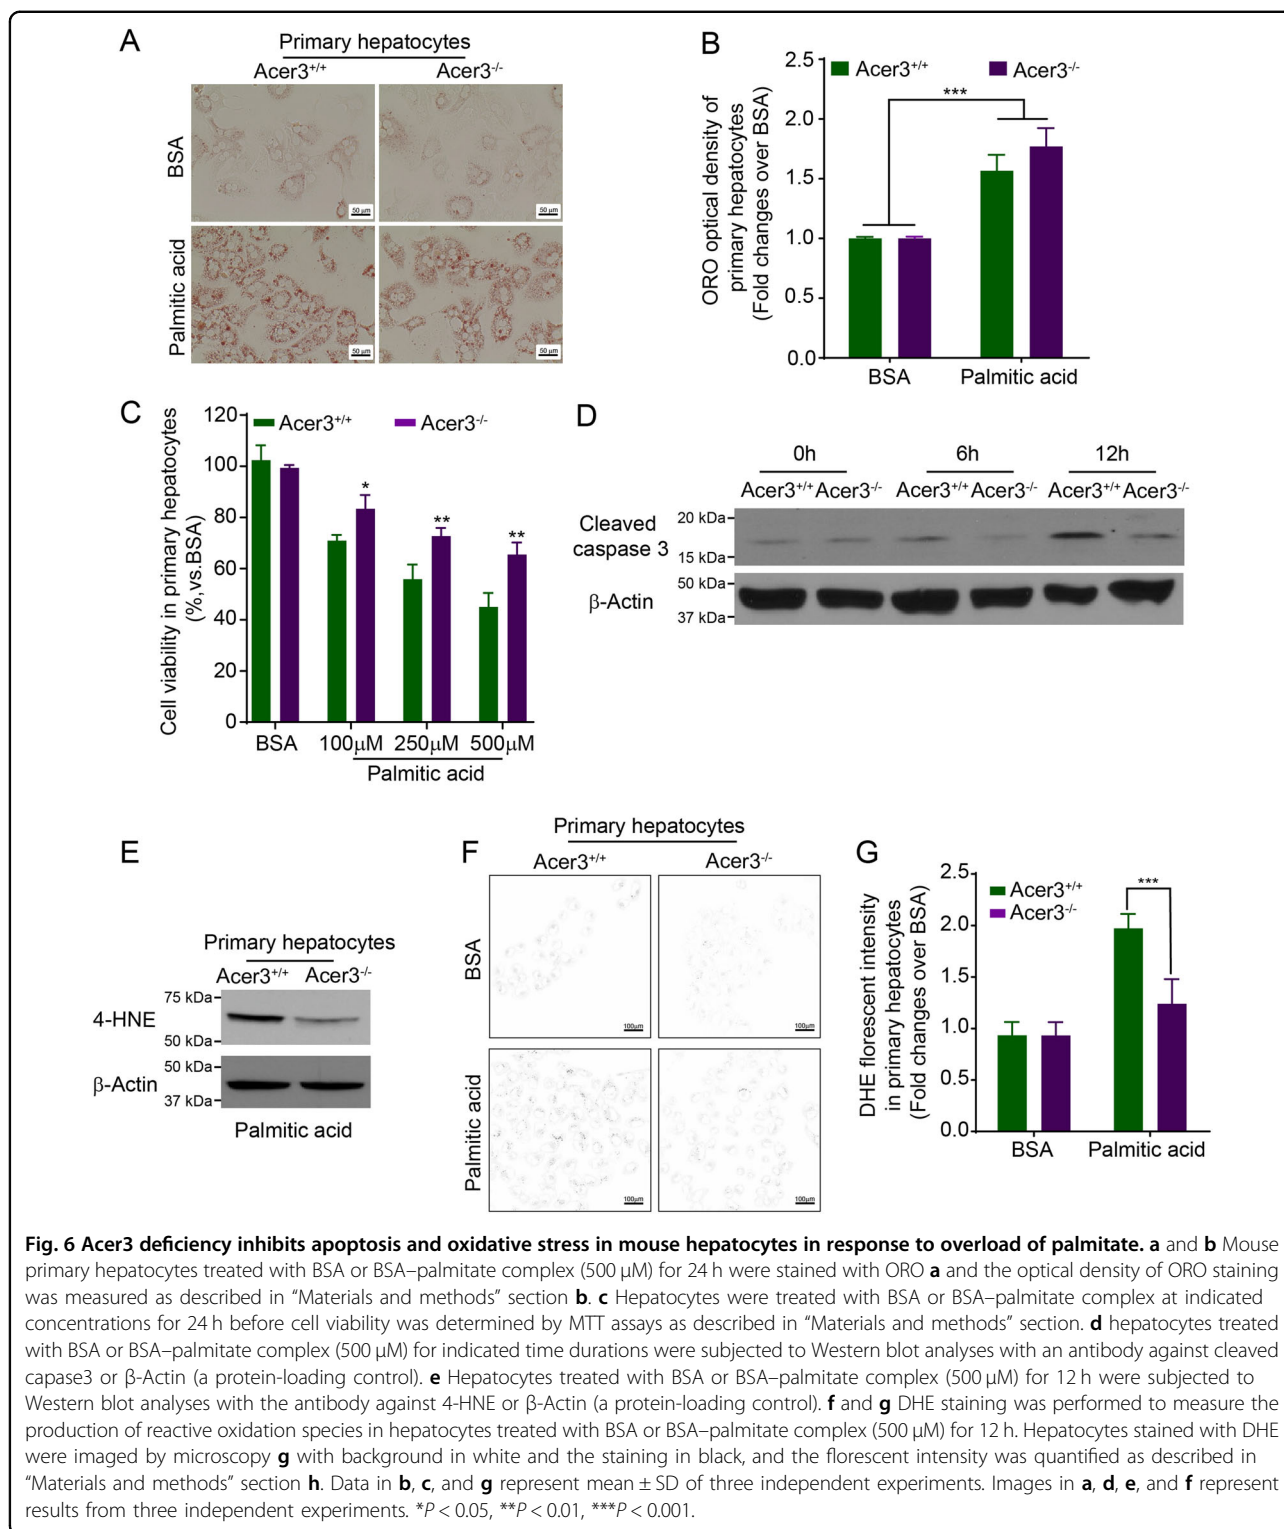 A
Primary hepatocytes
Acer3+/+ Acer3-/-
BSA
50 µm 50 µm
Palmitic acid
50 µm 50 µm
B
Acer3+/+ Acer3-/-
ORO optical density of
primary hepatocytes
(Fold changes over BSA)
2.5
2.0
1.5
1.0
0.5
0.0
***
BSA Palmitic acid
C
Acer3+/+ Acer3-/-
Cell viability in primary hepatocytes
(%,vs.BSA)
120
100
80
60
40
20
0
* ** **
BSA 100µM 250µM 500µM
Palmitic acid
D
0h 6h 12h
Acer3+/+ Acer3-/- Acer3+/+ Acer3-/- Acer3+/+ Acer3-/-
Cleaved
caspase 3
20 kDa
15 kDa
β-Actin
50 kDa
37 kDa
E
Primary hepatocytes
Acer3+/+ Acer3-/-
75 kDa
4-HNE
50 kDa
50 kDa
β-Actin
37 kDa
Palmitic acid
F
Primary hepatocytes
Acer3+/+ Acer3-/-
BSA
100µm 100µm
Palmitic acid
100µm 100µm
G
Acer3+/+
Acer3-/-
DHE florescent intensity
in primary hepatocytes
(Fold changes over BSA)
2.5
2.0
1.5
1.0
0.5
0.0
***
BSA Palmitic acid
Fig. 6 Acer3 deficiency inhibits apoptosis and oxidative stress in mouse hepatocytes in response to overload of palmitate. a and b Mouse
primary hepatocytes treated with BSA or BSA–palmitate complex (500 µM) for 24 h were stained with ORO a and the optical density of ORO staining
was measured as described in “Materials and methods” section b. c Hepatocytes were treated with BSA or BSA–palmitate complex at indicated
concentrations for 24 h before cell viability was determined by MTT assays as described in “Materials and methods” section. d hepatocytes treated
with BSA or BSA–palmitate complex (500 µM) for indicated time durations were subjected to Western blot analyses with an antibody against cleaved
capase3 or β-Actin (a protein-loading control). e Hepatocytes treated with BSA or BSA–palmitate complex (500 µM) for 12 h were subjected to
Western blot analyses with the antibody against 4-HNE or β-Actin (a protein-loading control). f and g DHE staining was performed to measure the
production of reactive oxidation species in hepatocytes treated with BSA or BSA–palmitate complex (500 µM) for 12 h. Hepatocytes stained with DHE
were imaged by microscopy g with background in white and the staining in black, and the florescent intensity was quantified as described in
“Materials and methods” section h. Data in b, c, and g represent mean ± SD of three independent experiments. Images in a, d, e, and f represent
results from three independent experiments. *P < 0.05, **P < 0.01, ***P < 0.001.